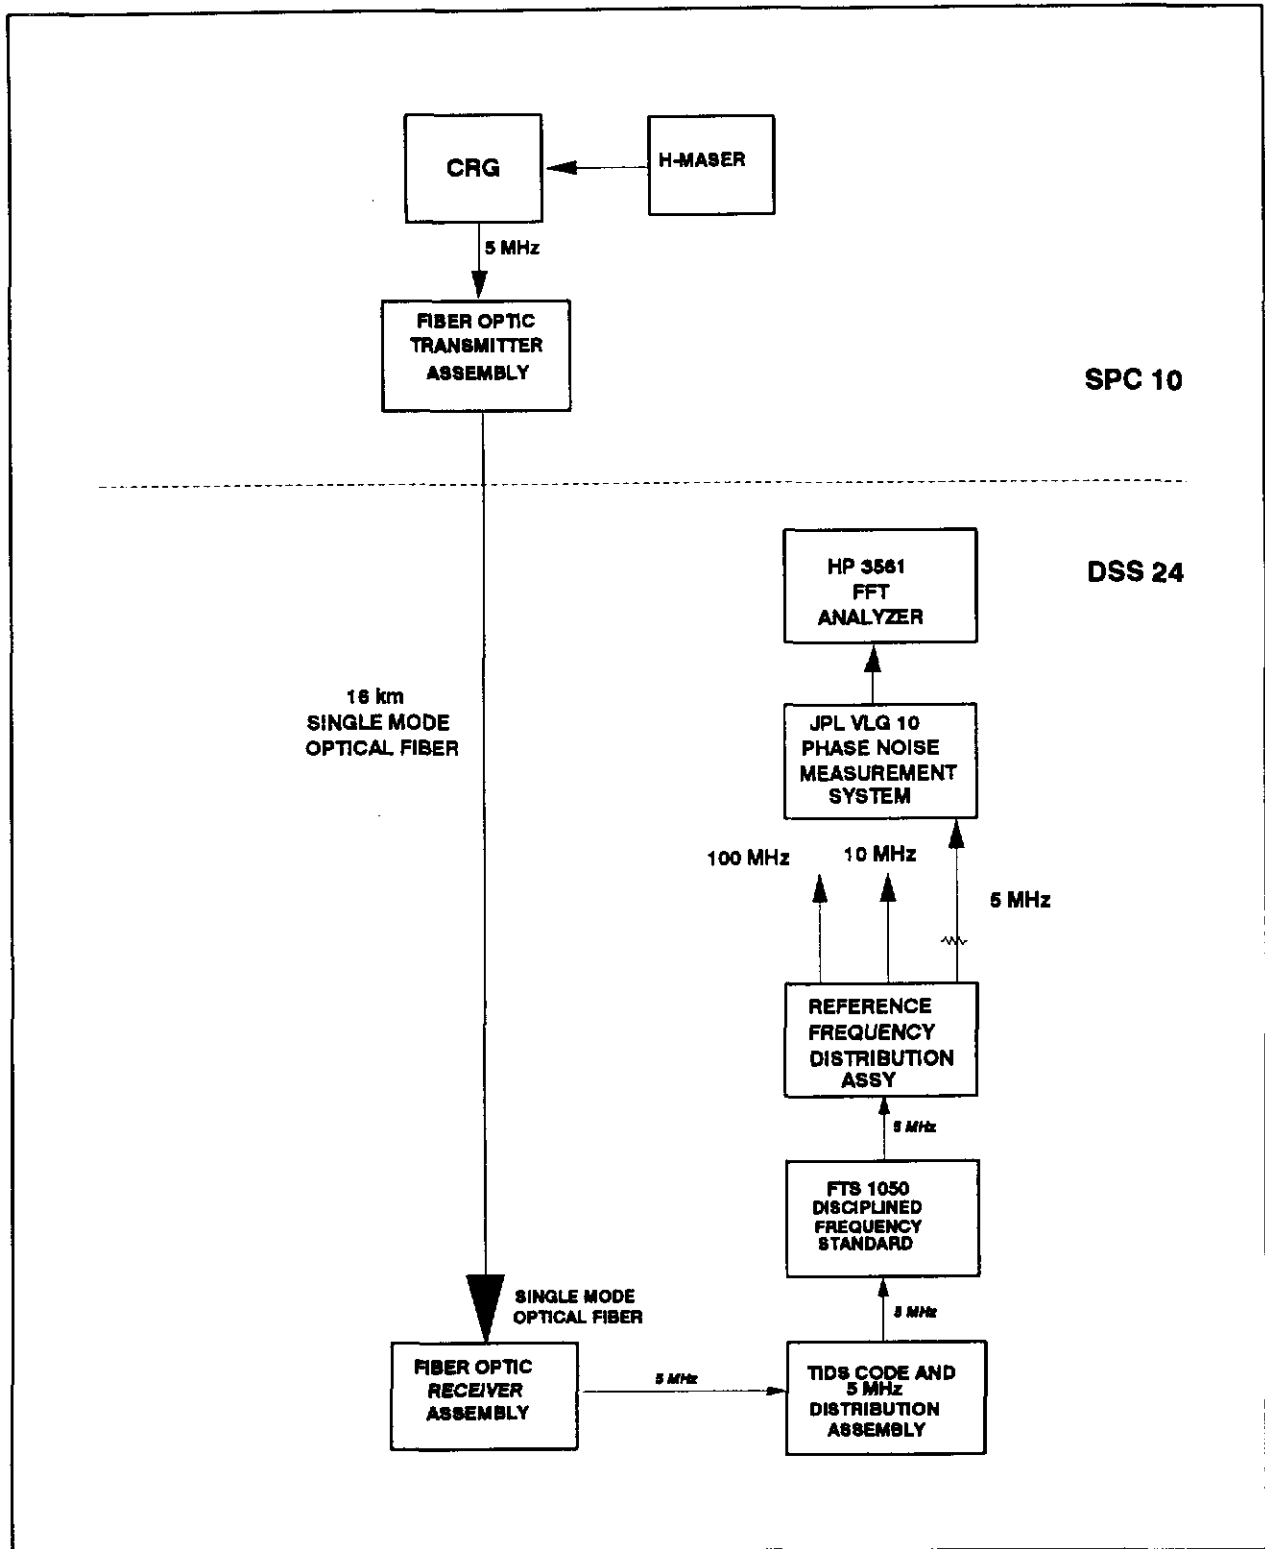 CRG
H-MASER
5 MHz
FIBER OPTIC
TRANSMITTER
ASSEMBLY
SPC 10
HP 3561
FFT
ANALYZER
DSS 24
16 km
SINGLE MODE
OPTICAL FIBER
JPL VLG 10
PHASE NOISE
MEASUREMENT
SYSTEM
100 MHz
10 MHz
5 MHz
REFERENCE
FREQUENCY
DISTRIBUTION
ASSY
5 MHz
FTS 1050
DISCIPLINED
FREQUENCY
STANDARD
5 MHz
SINGLE MODE
OPTICAL FIBER
FIBER OPTIC
RECEIVER
ASSEMBLY
5 MHz
TIDS CODE AND
5 MHz
DISTRIBUTION
ASSEMBLY